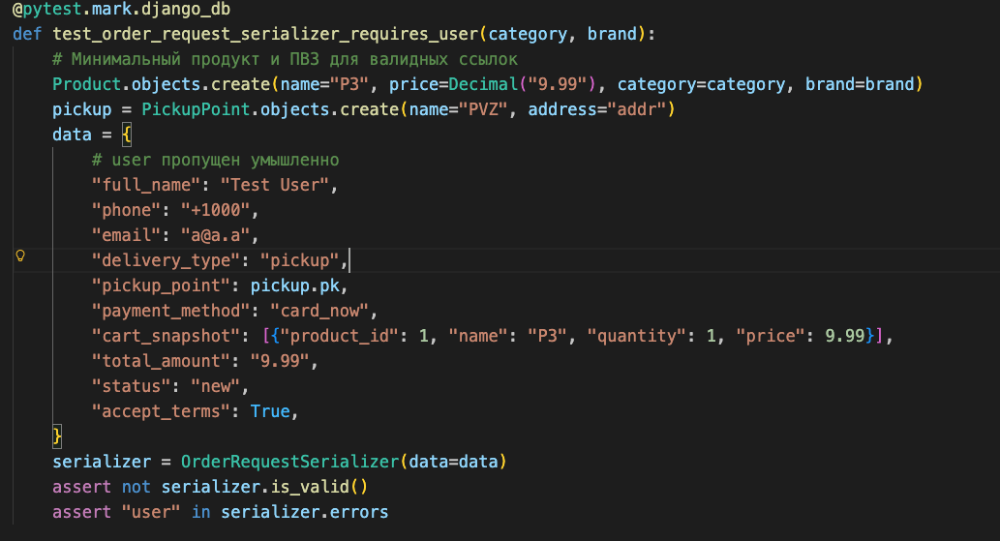 @pytest.mark.django_db
def test_order_request_serializer_requires_user(category, brand):
    # Минимальный продукт и ПВЗ для валидных ссылок
    Product.objects.create(name="P3", price=Decimal("9.99"), category=category, brand=brand)
    pickup = PickupPoint.objects.create(name="PVZ", address="addr")
    data = {
        # user пропущен умышленно
        "full_name": "Test User",
        "phone": "+1000",
        "email": "a@a.a",
        "delivery_type": "pickup",
        "pickup_point": pickup.pk,
        "payment_method": "card_now",
        "cart_snapshot": [{"product_id": 1, "name": "P3", "quantity": 1, "price": 9.99}],
        "total_amount": "9.99",
        "status": "new",
        "accept_terms": True,
    }
    serializer = OrderRequestSerializer(data=data)
    assert not serializer.is_valid()
    assert "user" in serializer.errors